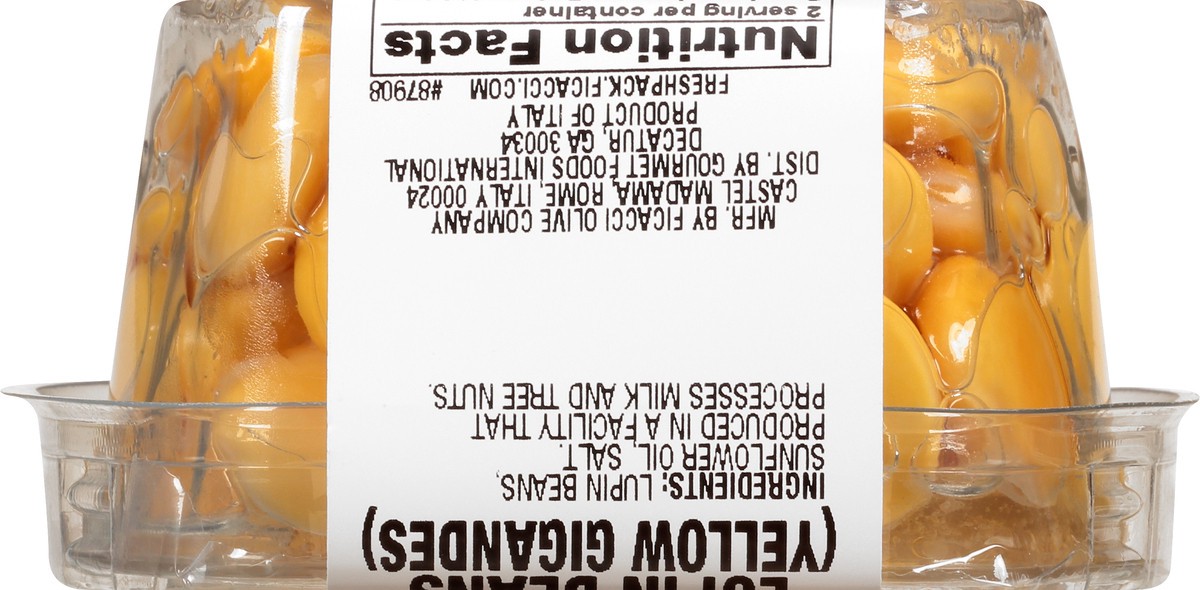 LUPIN BEANS
(YELLOW GIGANDES)
INGREDIENTS: LUPIN BEANS,
SUNFLOWER OIL, SALT.
PRODUCED IN A FACILITY THAT
PROCESSES MILK AND TREE NUTS.
MFR. BY FICACCI OLIVE COMPANY
CASTEL MADAMA, ROME, ITALY 00024
DIST. BY GOURMET FOODS INTERNATIONAL
DECATUR, GA 30034
PRODUCT OF ITALY
FRESHPACK.FICACCI.COM #87908
Nutrition Facts
2 serving per container